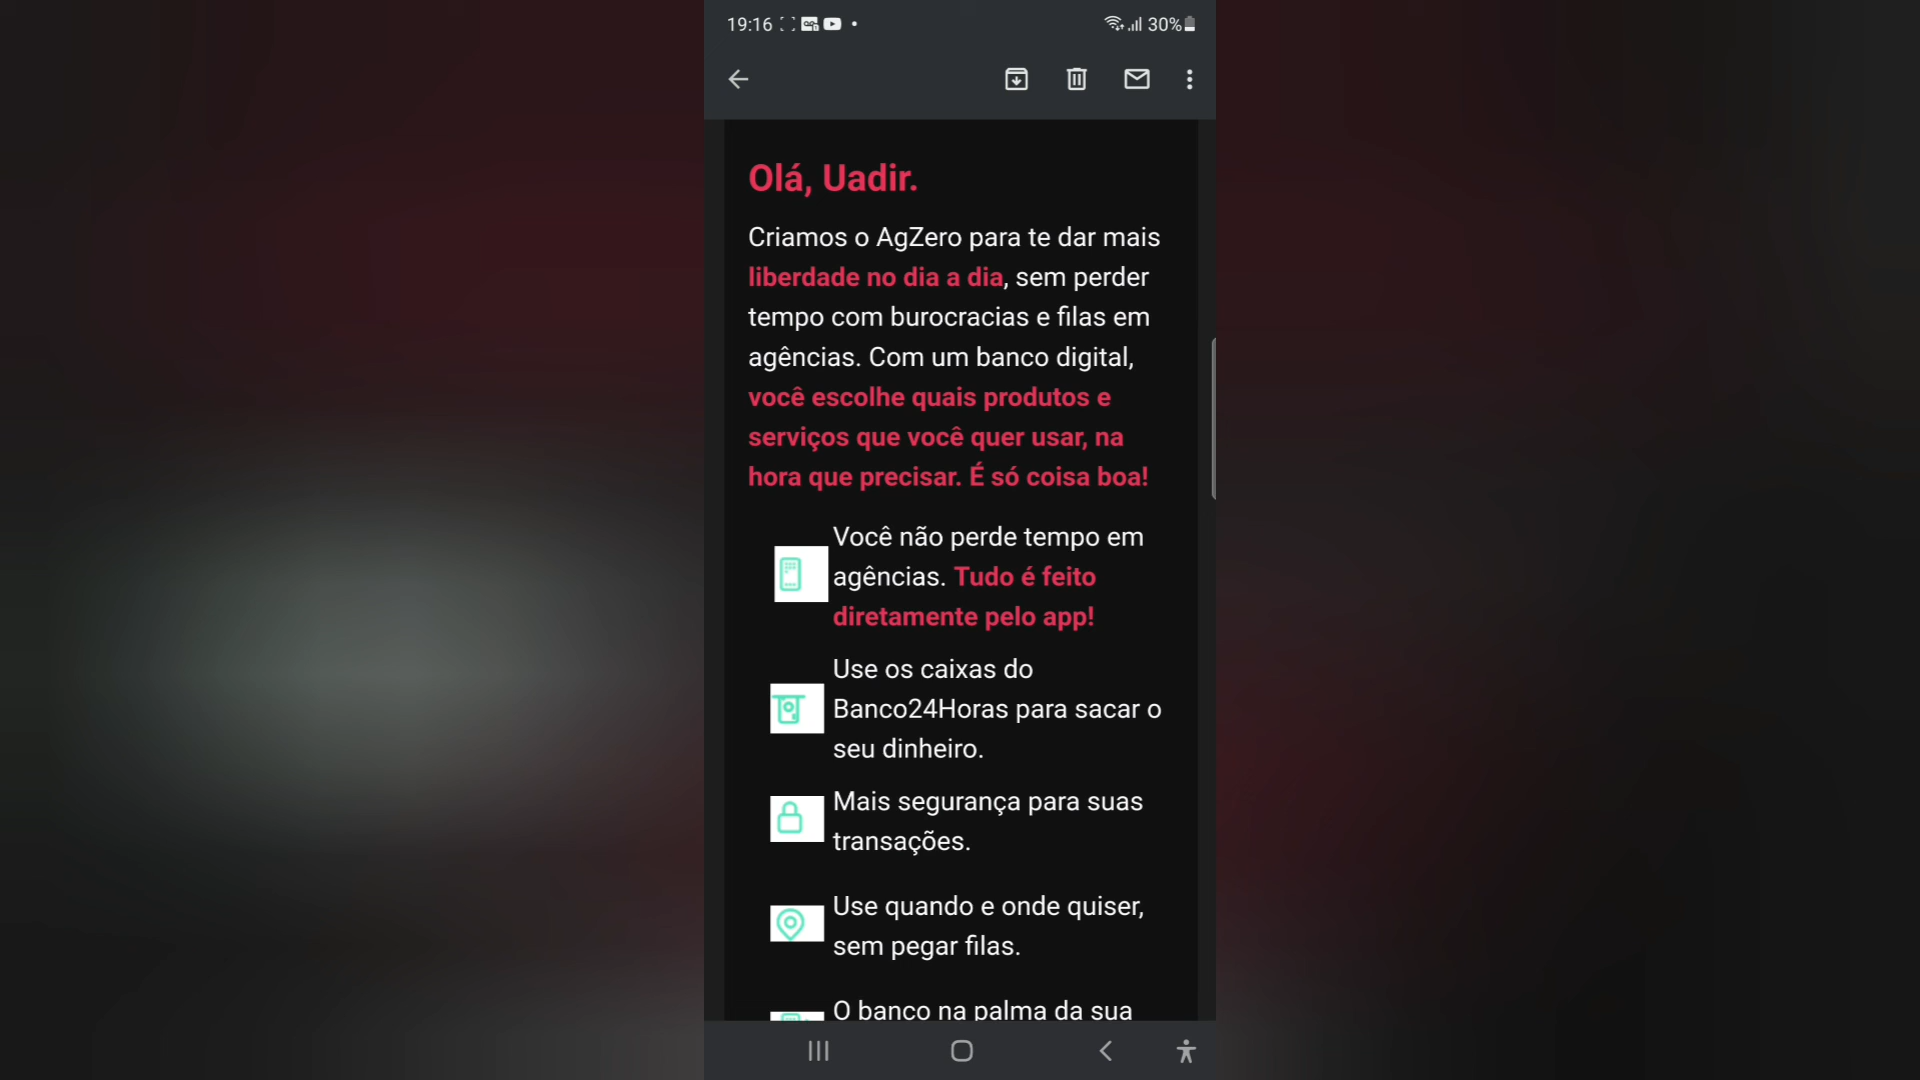 19:16
30%
Olá, Uadir.
Criamos o AgZero para te dar mais
liberdade no dia a dia, sem perder
tempo com burocracias e filas em
agências. Com um banco digital,
você escolhe quais produtos e
serviços que você quer usar, na
hora que precisar. É só coisa boa!
Você não perde tempo em
agências. Tudo é feito
diretamente pelo app!
Use os caixas do
Banco24Horas para sacar o
seu dinheiro.
Mais segurança para suas
transações.
Use quando e onde quiser,
sem pegar filas.
O banco na palma da sua